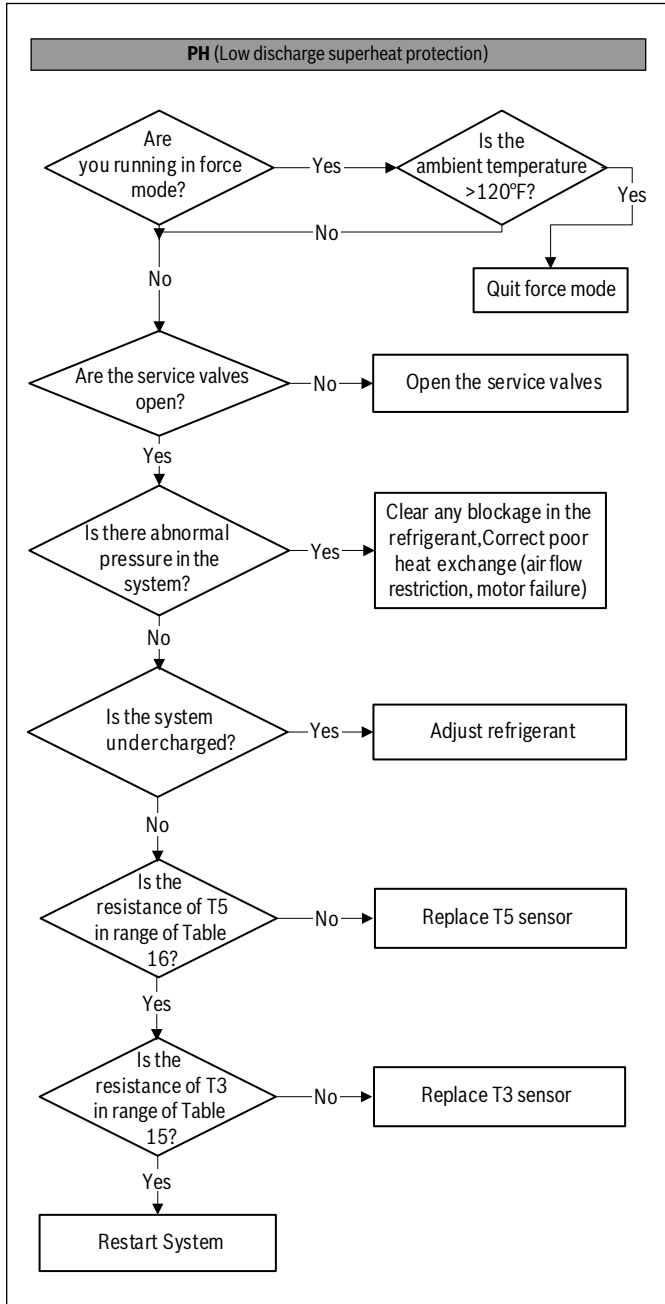 PH (Low discharge superheat protection)
Are
you running in force
mode?
Yes
Is the
ambient temperature
>120°F?
Yes
No
No
Quit force mode
Are the service valves
open?
No
Open the service valves
Yes
Is there abnormal
pressure in the
system?
Yes
Clear any blockage in the
refrigerant,Correct poor
heat exchange (air flow
restriction, motor failure)
No
Is the system
undercharged?
Yes
Adjust refrigerant
No
Is the
resistance of T5
in range of Table
16?
No
Replace T5 sensor
Yes
Is the
resistance of T3
in range of Table
15?
No
Replace T3 sensor
Yes
Restart System